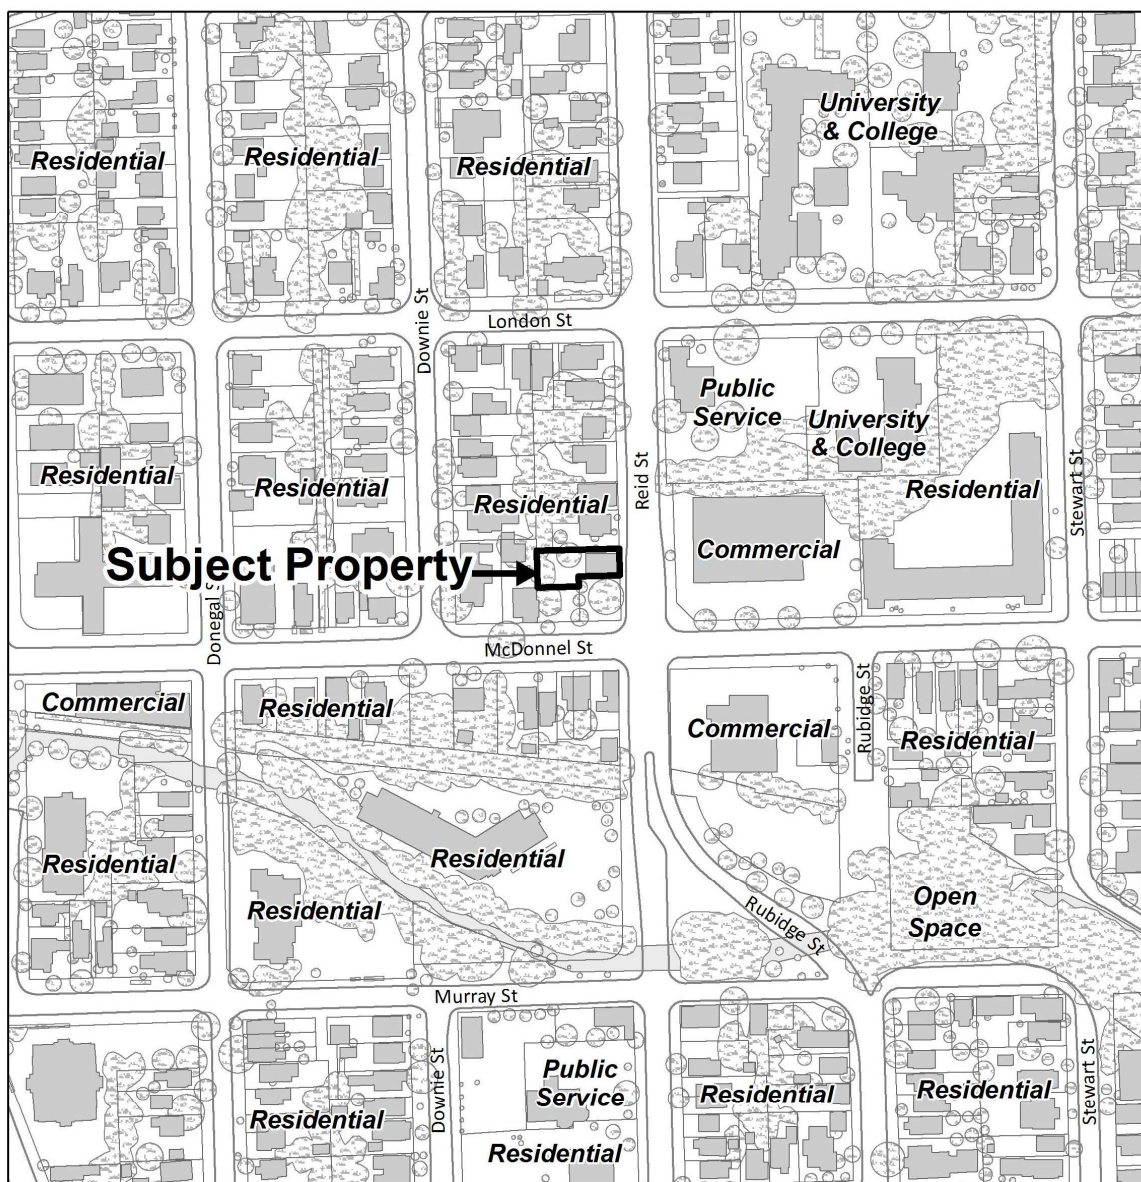 University
& College
Residential
Residential
Residential
Downie St
London St
Public
Service
University
& College
Residential
Residential
Residential
Residential
Reid St
Stewart St
Commercial
Subject Property
Donegal S
McDonnel St
Commercial
Residential
Commercial
Rubidge St
Residential
Residential
Residential
Residential
Open
Space
Rubidge St
Murray St
Downie St
Public
Service
Stewart St
Residential
Residential
Residential
Residential